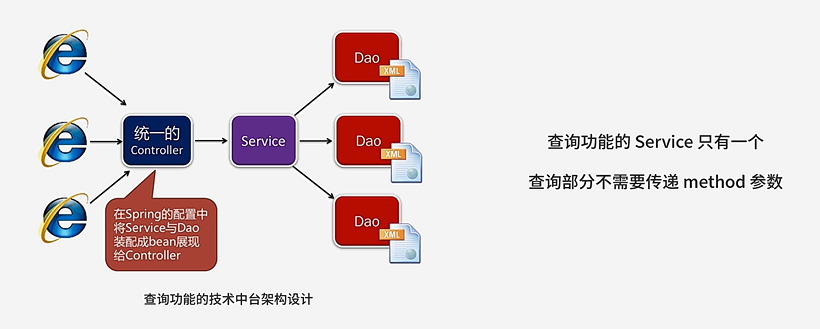 Dao
XML
统一的
Controller
Service
Dao
XML
在Spring的配置中
将Service与Dao
装配成bean展现
给Controller
Dao
XML
查询功能的技术中台架构设计
查询功能的 Service 只有一个
查询部分不需要传递 method 参数